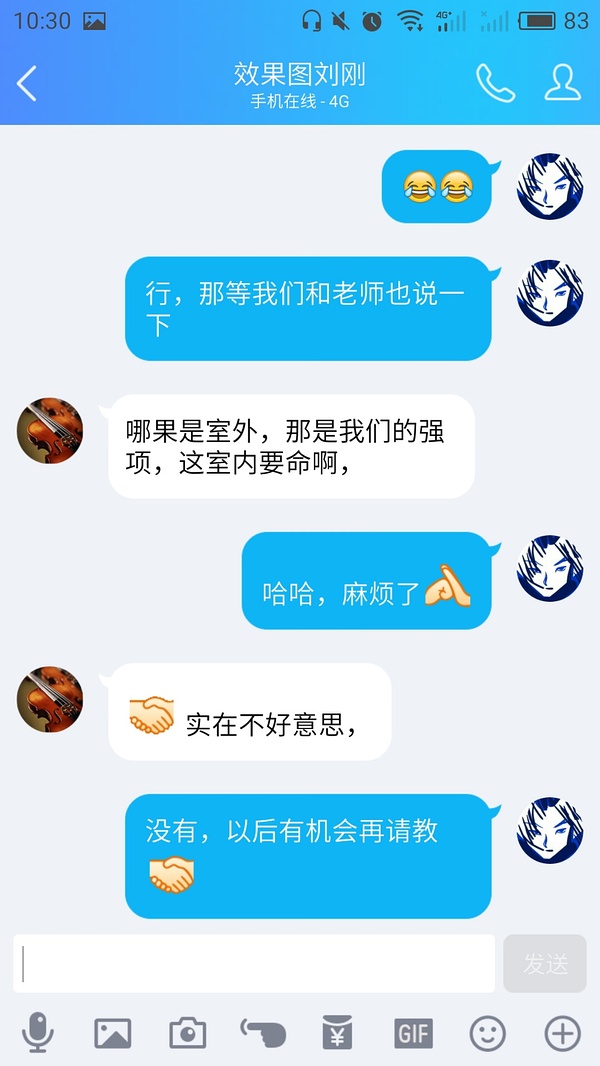 10:30
4G+
83
效果图刘刚
手机在线 - 4G
😂😂
行，那等我们和老师也说一
下
哪果是室外，那是我们的强
项，这室内要命啊，
哈哈，麻烦了
实在不好意思，
没有，以后有机会再请教
发送
GIF